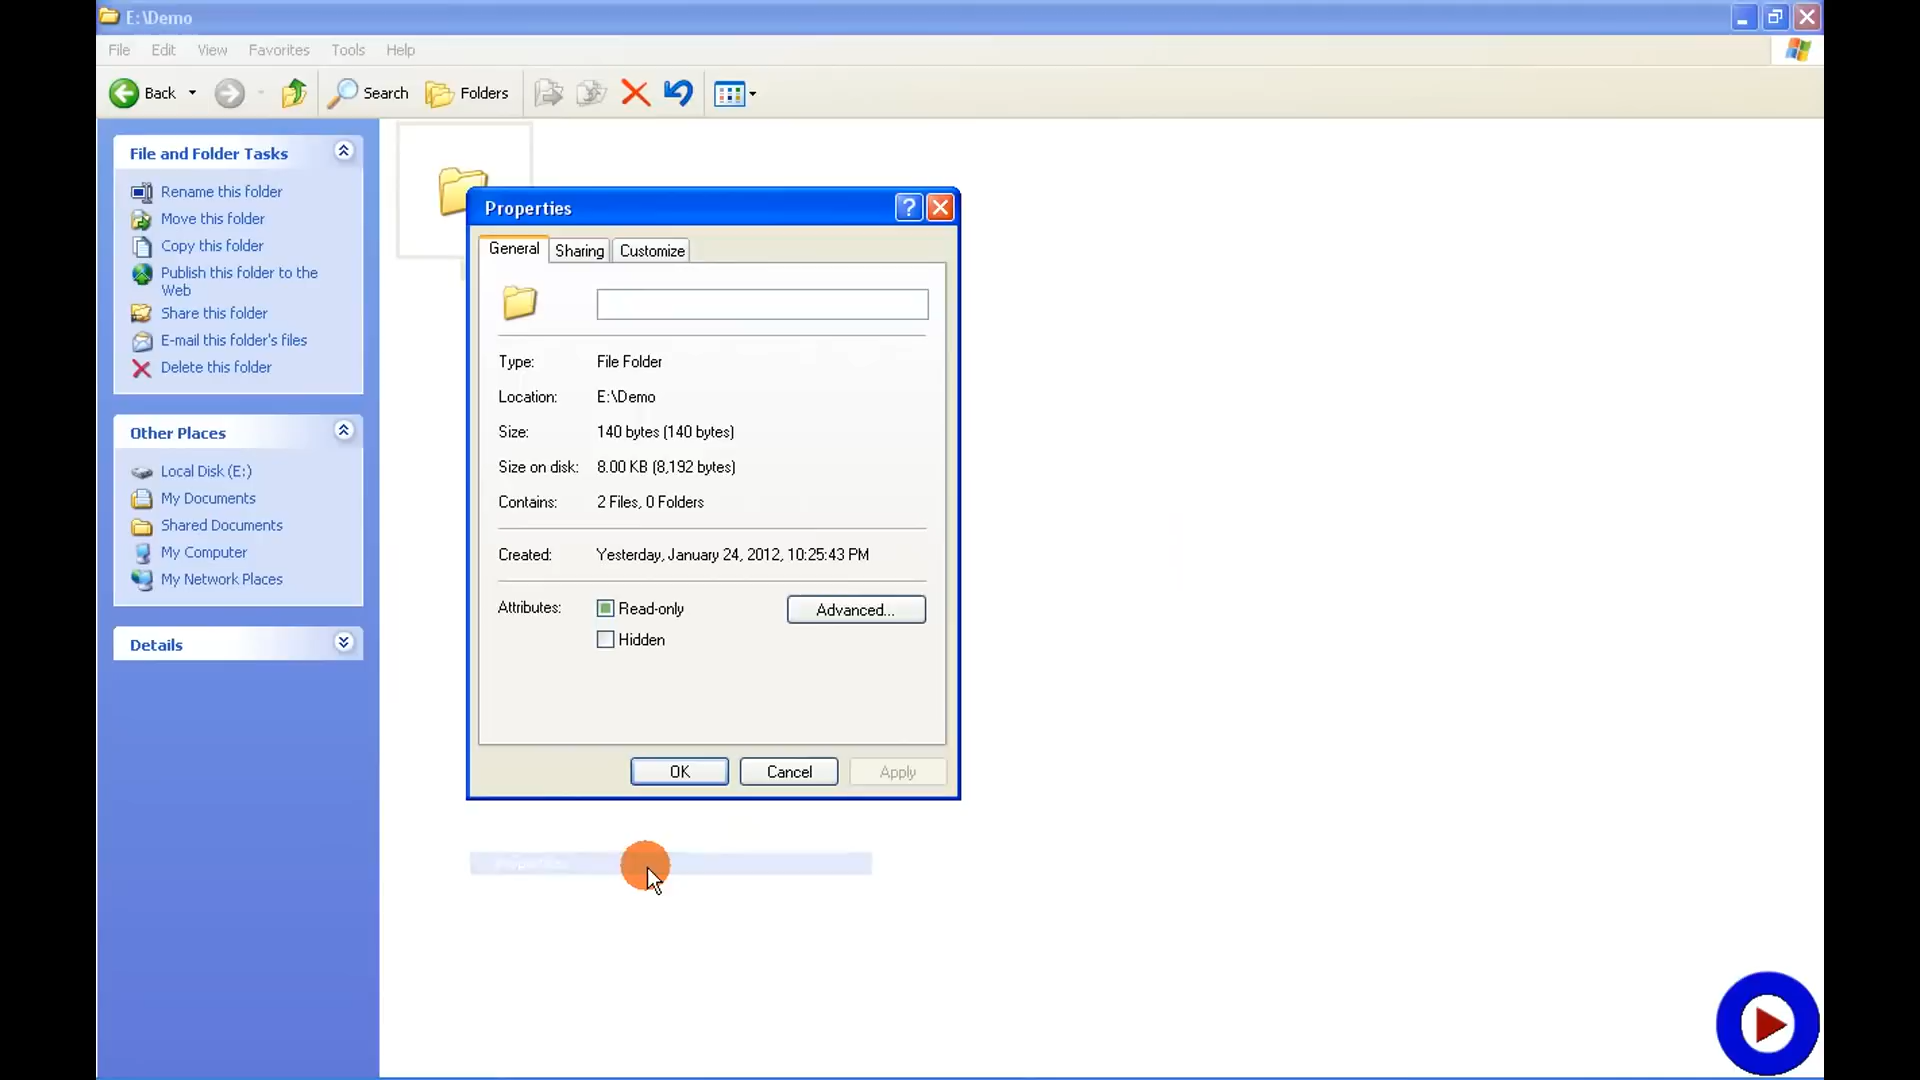 E:\Demo
File Edit View Favorites Tools Help
Back Search Folders
File and Folder Tasks
Rename this folder
Move this folder
Copy this folder
Publish this folder to the
Web
Share this folder
E-mail this folder's files
Delete this folder
Other Places
Local Disk (E:)
My Documents
Shared Documents
My Computer
My Network Places
Details
Properties
General Sharing Customize
Type: File Folder
Location: E:\Demo
Size: 140 bytes (140 bytes)
Size on disk: 8.00 KB (8,192 bytes)
Contains: 2 Files, 0 Folders
Created: Yesterday, January 24, 2012, 10:25:43 PM
Attributes: Read-only Advanced...
Hidden
OK Cancel Apply